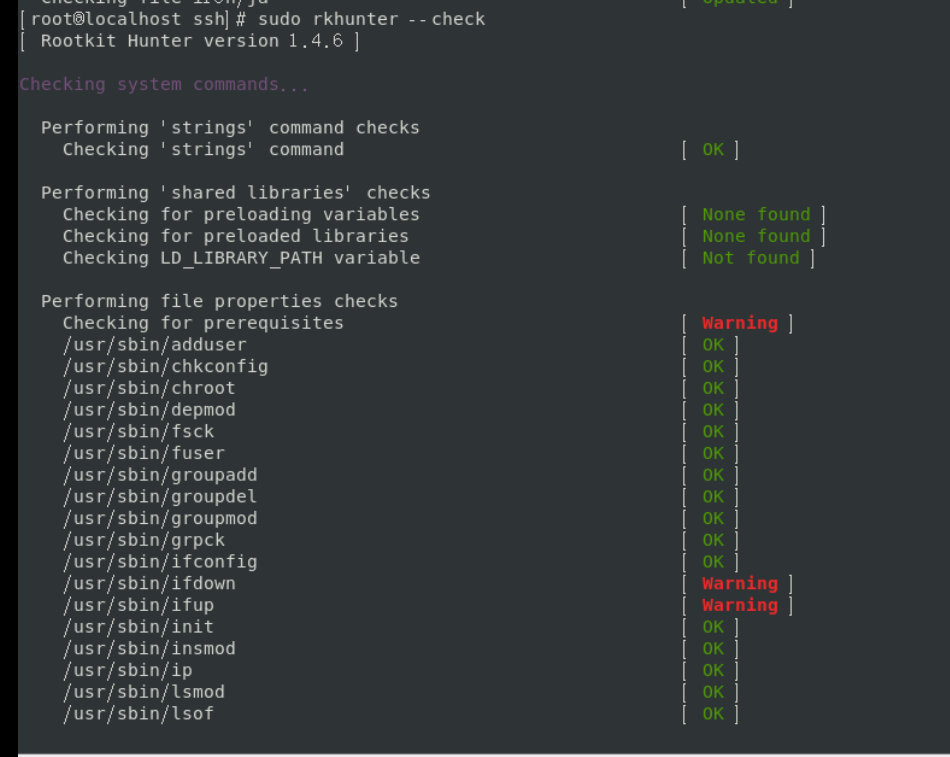 Checking file i18n/ja [ Updated ]
[root@localhost ssh]# sudo rkhunter --check
[ Rootkit Hunter version 1.4.6 ]
Checking system commands...
Performing 'strings' command checks
Checking 'strings' command [ OK ]
Performing 'shared libraries' checks
Checking for preloading variables [ None found ]
Checking for preloaded libraries [ None found ]
Checking LD_LIBRARY_PATH variable [ Not found ]
Performing file properties checks
Checking for prerequisites [ Warning ]
/usr/sbin/adduser [ OK ]
/usr/sbin/chkconfig [ OK ]
/usr/sbin/chroot [ OK ]
/usr/sbin/depmod [ OK ]
/usr/sbin/fsck [ OK ]
/usr/sbin/fuser [ OK ]
/usr/sbin/groupadd [ OK ]
/usr/sbin/groupdel [ OK ]
/usr/sbin/groupmod [ OK ]
/usr/sbin/grpck [ OK ]
/usr/sbin/ifconfig [ OK ]
/usr/sbin/ifdown [ Warning ]
/usr/sbin/ifup [ Warning ]
/usr/sbin/init [ OK ]
/usr/sbin/insmod [ OK ]
/usr/sbin/ip [ OK ]
/usr/sbin/lsmod [ OK ]
/usr/sbin/lsof [ OK ]